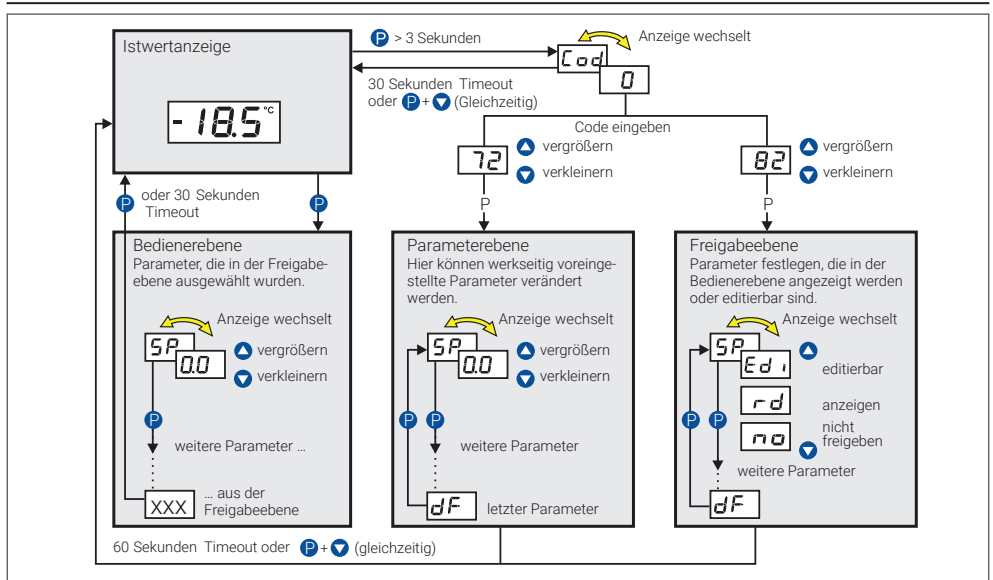 Istwertanzeige
- 18.5 °C
P > 3 Sekunden
Anzeige wechselt
Cod
0
30 Sekunden Timeout
oder P + (Gleichzeitig)
Code eingeben
72
vergrößern
verkleinern
82
vergrößern
verkleinern
P
P
P
oder 30 Sekunden
Timeout
P
Bedienerebene
Parameter, die in der Freigabe-
ebene ausgewählt wurden.
Anzeige wechselt
SP
0.0
vergrößern
verkleinern
P
weitere Parameter ...
XXX
... aus der
Freigabeebene
Parameterebene
Hier können werkseitig voreinge-
stellte Parameter verändert
werden.
Anzeige wechselt
SP
0.0
vergrößern
verkleinern
P
P
weitere Parameter
dF
letzter Parameter
Freigabeebene
Parameter festlegen, die in der
Bedienerebene angezeigt werden
oder editierbar sind.
Anzeige wechselt
SP
Edi
editierbar
rd
anzeigen
no
nicht
freigeben
P
P
weitere Parameter
dF
60 Sekunden Timeout oder P + (gleichzeitig)